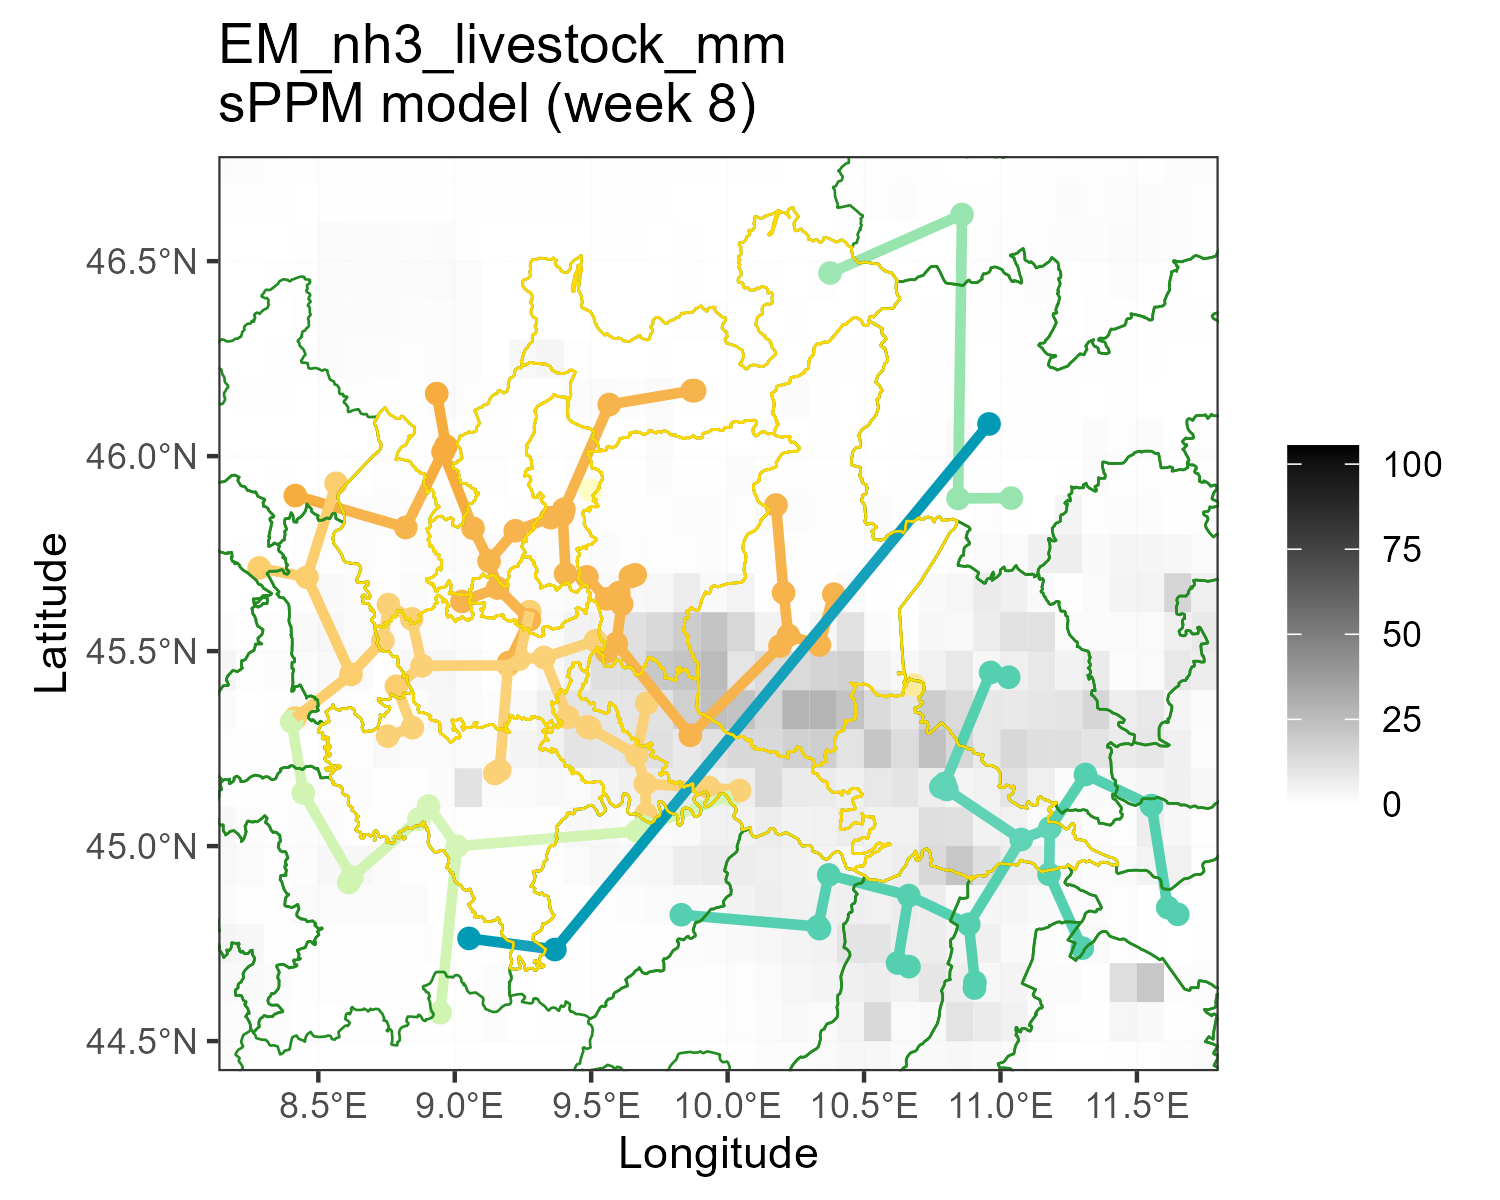 EM_nh3_livestock_mm
sPPM model (week 8)
46.5°N
46.0°N
45.5°N
45.0°N
44.5°N
Latitude
8.5°E 9.0°E 9.5°E 10.0°E 10.5°E 11.0°E 11.5°E
Longitude
100
75
50
25
0